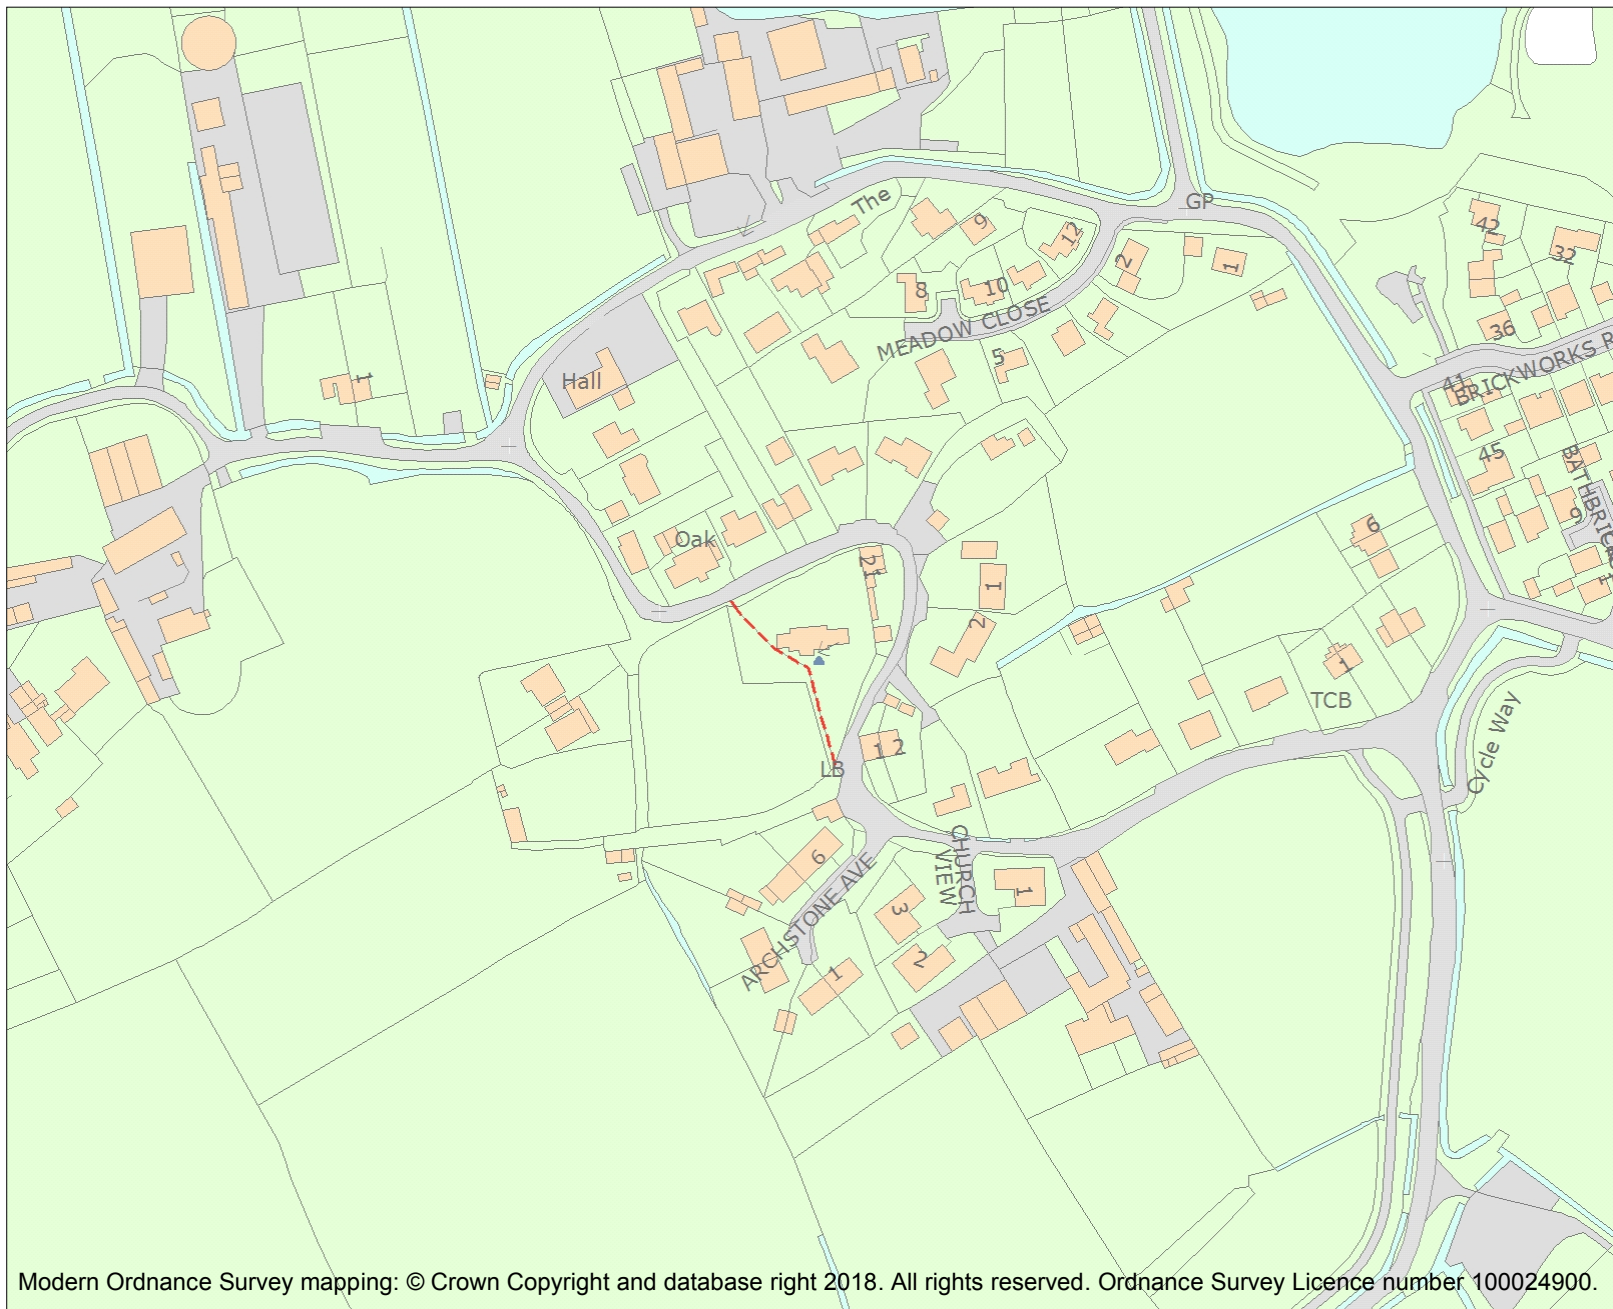 GP
The
9
12
42
32
2
1
8
10
MEADOW CLOSE
36
5
BRICKWORKS R
41
Hall
1
45
BATHBRICK
9
1
6
Oak
21
1
2
1
TCB
Cycle Way
1 2
LB
6
CHURCH
VIEW
ARCHSTONE AVE
3
1
2
1
Modern Ordnance Survey mapping: © Crown Copyright and database right 2018. All rights reserved. Ordnance Survey Licence number 100024900.